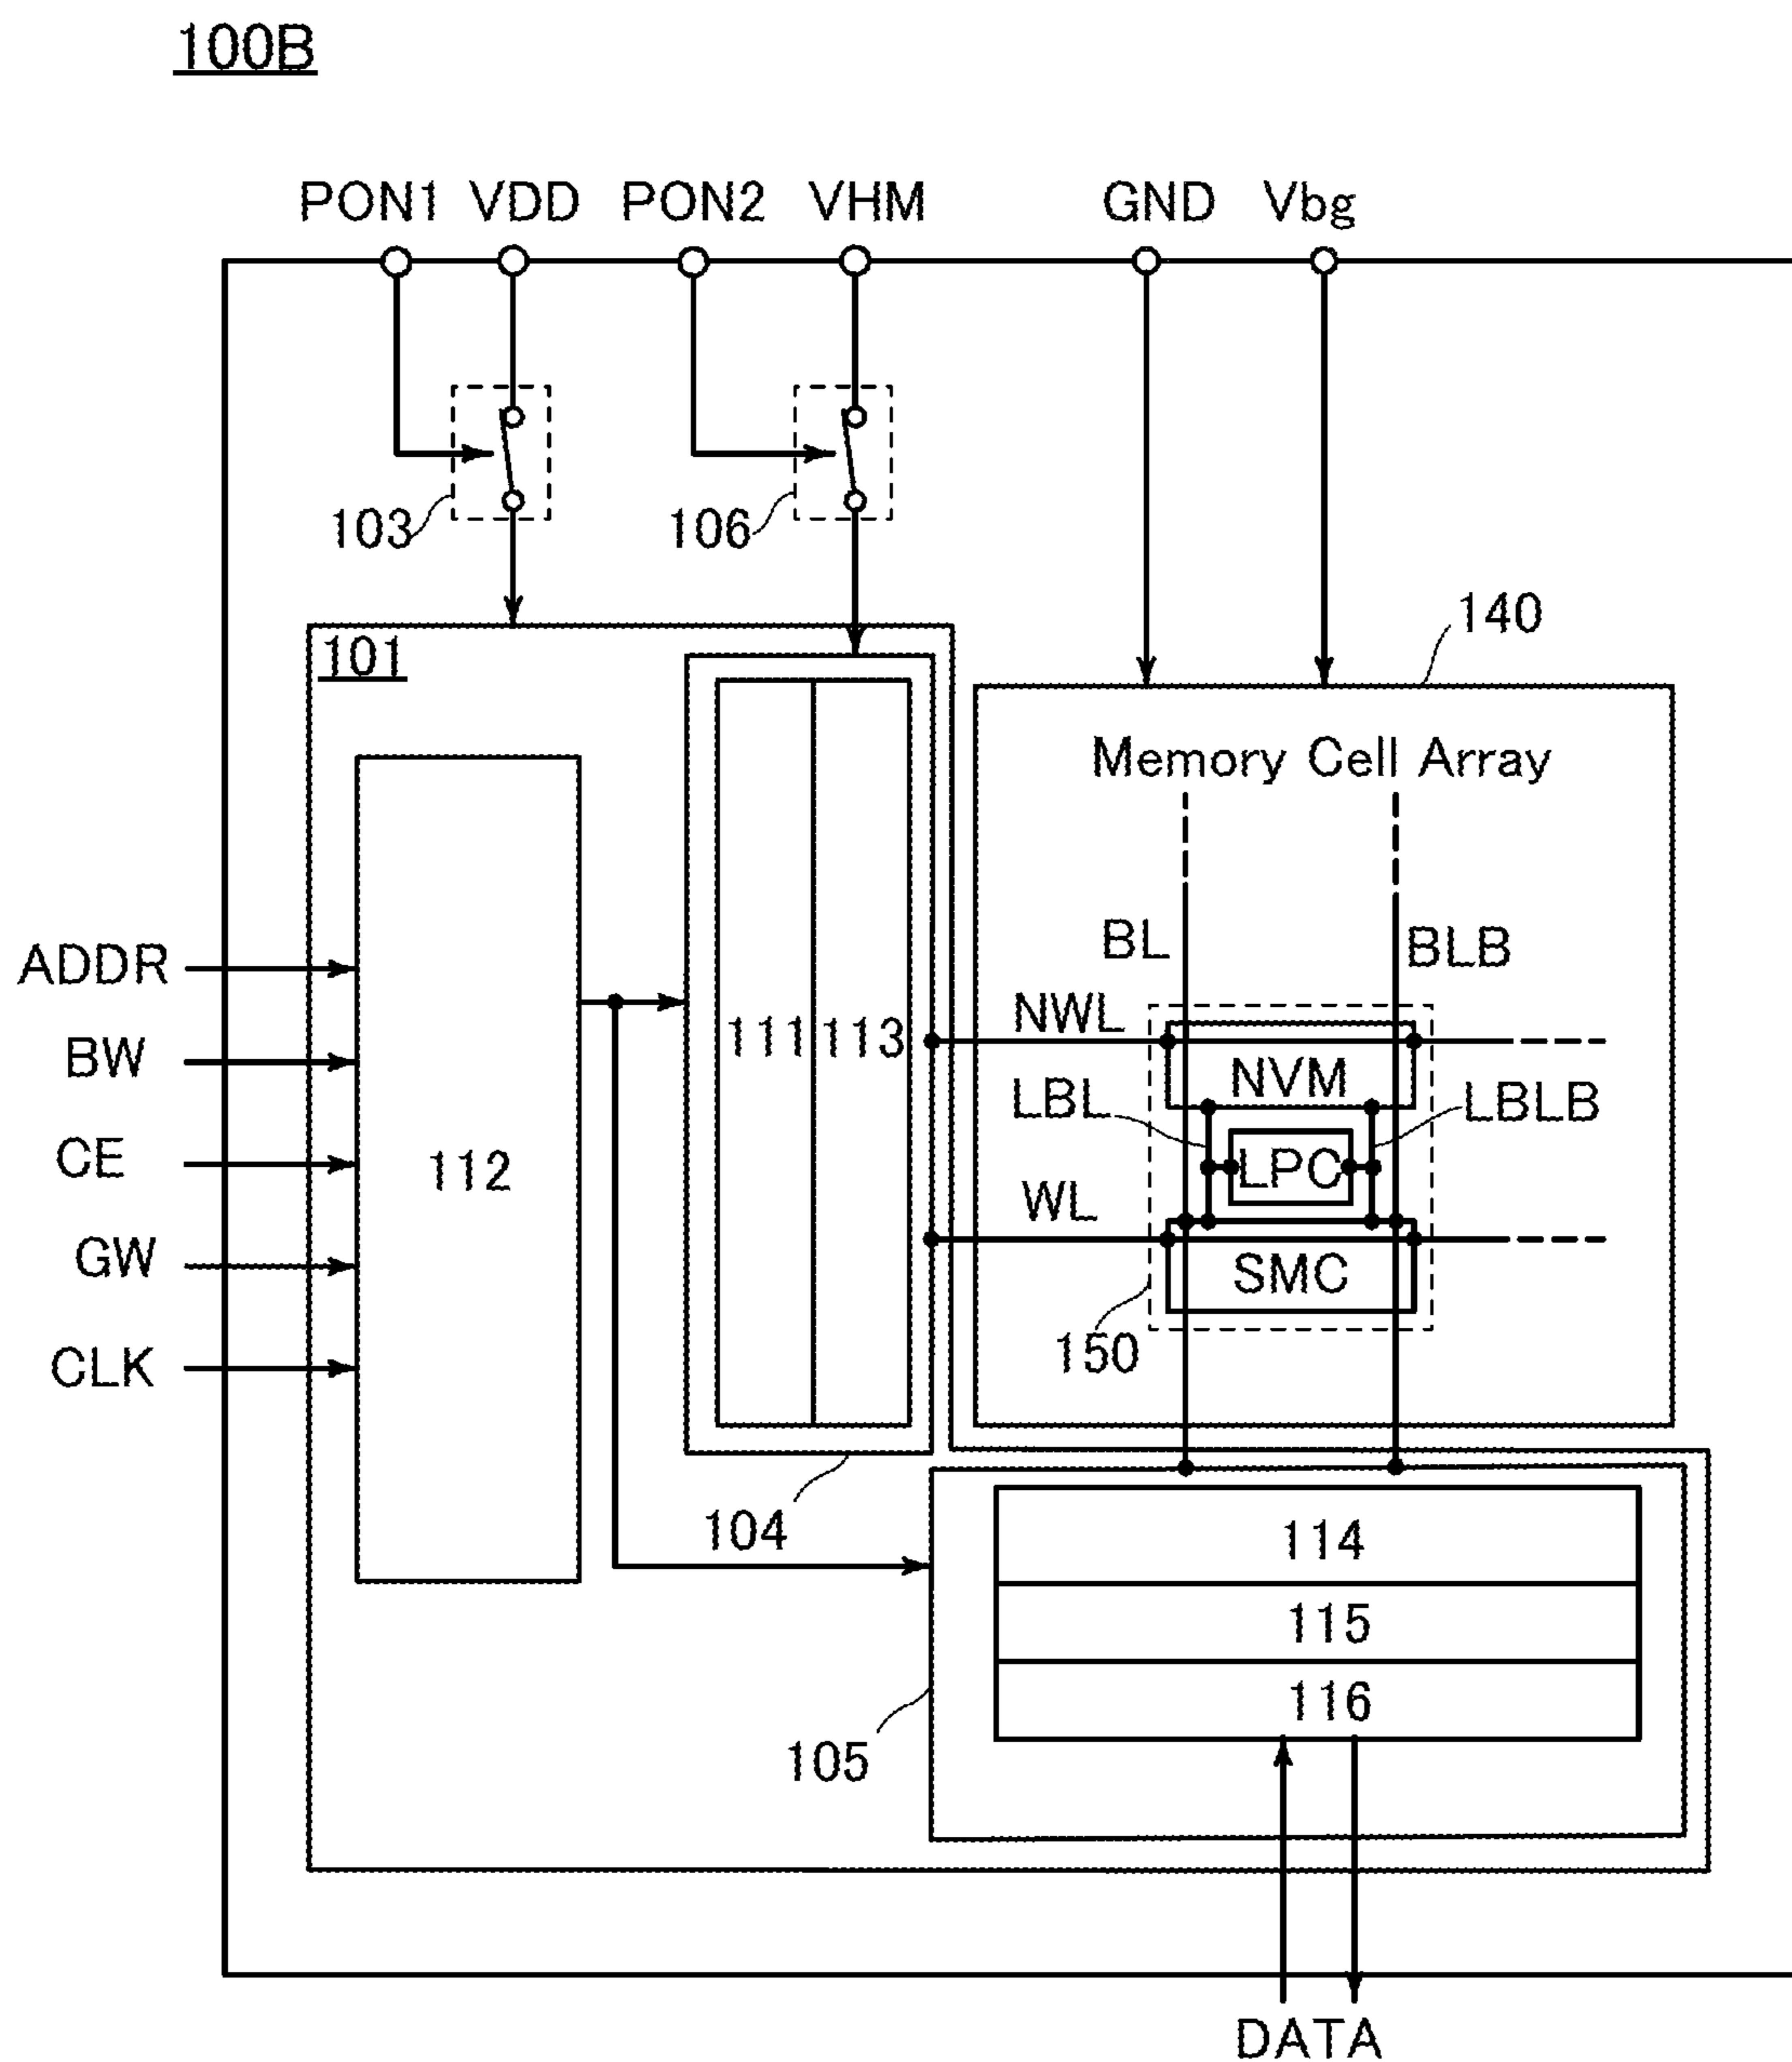 100B
PON1 VDD PON2 VHM GND Vbg
103 106
140
101
Memory Cell Array
BL BLB
ADDR
NWL
111 113
BW
NVM
LBL LBLB
CE
112
LPC
WL
GW
SMC
150
CLK
104
114
115
116
105
DATA